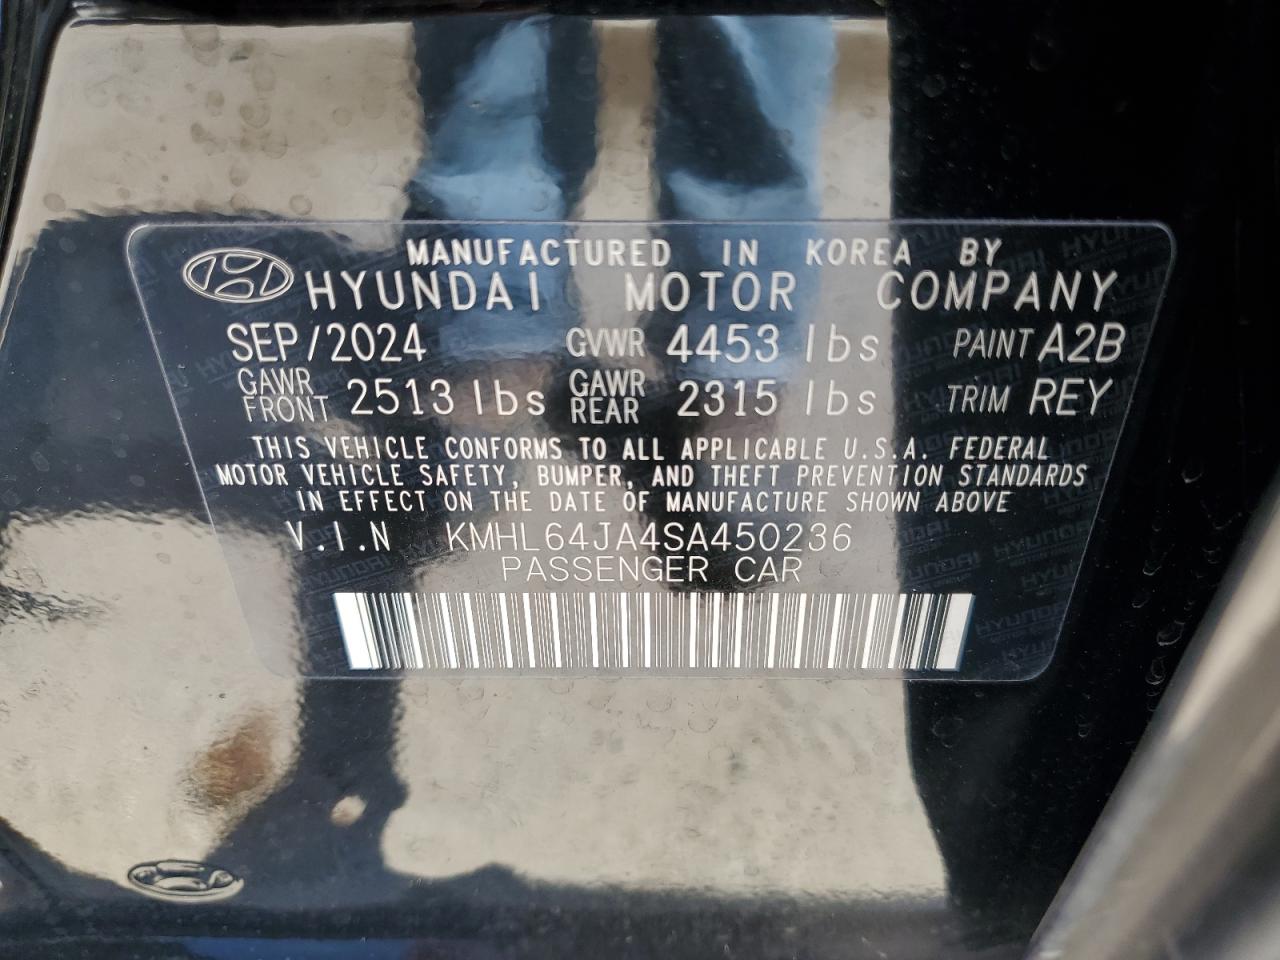 MANUFACTURED IN KOREA BY
HYUNDAI MOTOR COMPANY
SEP/2024 GVWR 4453 lbs PAINT A2B
GAWR FRONT 2513 lbs GAWR REAR 2315 lbs TRIM REY
THIS VEHICLE CONFORMS TO ALL APPLICABLE U.S.A. FEDERAL
MOTOR VEHICLE SAFETY, BUMPER, AND THEFT PREVENTION STANDARDS
IN EFFECT ON THE DATE OF MANUFACTURE SHOWN ABOVE
V.I.N KMHL64JA4SA450236
PASSENGER CAR